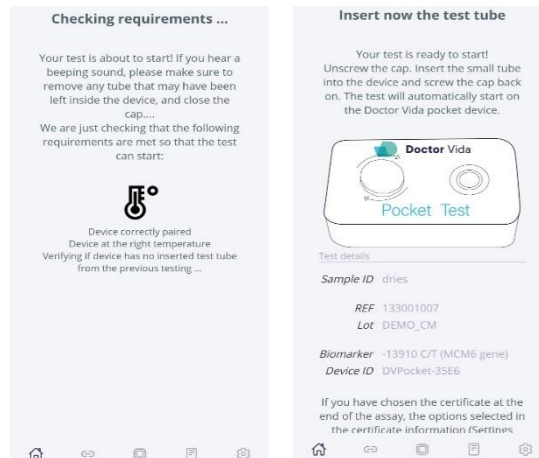 Checking requirements ...
Your test is about to start! If you hear a
beeping sound, please make sure to
remove any tube that may have been
left inside the device, and close the
cap....
We are just checking that the following
requirements are met so that the test
can start:
Device correctly paired
Device at the right temperature
Verifying if device has no inserted test tube
from the previous testing ...
Insert now the test tube
Your test is ready to start!
Unscrew the cap. Insert the small tube
into the device and screw the cap back
on. The test will automatically start on
the Doctor Vida pocket device.
Doctor Vida
Pocket Test
Test details
Sample ID dries
REF 133001007
Lot DEMO_CM
Biomarker -13910 C/T (MCM6 gene)
Device ID DVPocket-35E6
If you have chosen the certificate at the
end of the assay, the options selected in
the certificate information (Settings